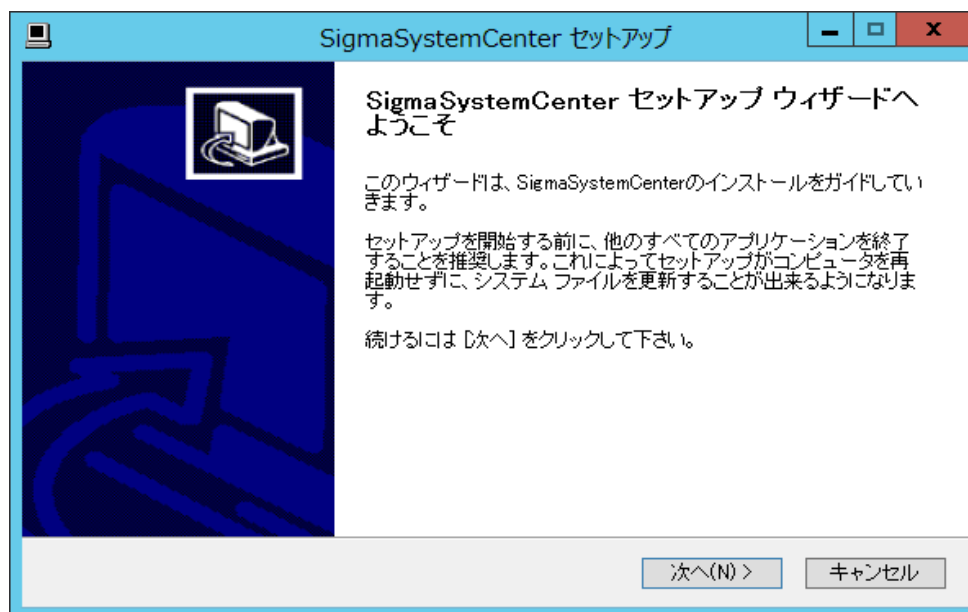 SigmaSystemCenter セットアップ
SigmaSystemCenter セットアップ ウィザードへ
ようこそ
このウィザードは、SigmaSystemCenterのインストールをガイドしてい
きます。
セットアップを開始する前に、他のすべてのアプリケーションを終了
することを推奨します。これによってセットアップがコンピュータを再
起動せずに、システム ファイルを更新することが出来るようになりま
す。
続けるには [次へ] をクリックして下さい。
次へ(N) >
キャンセル